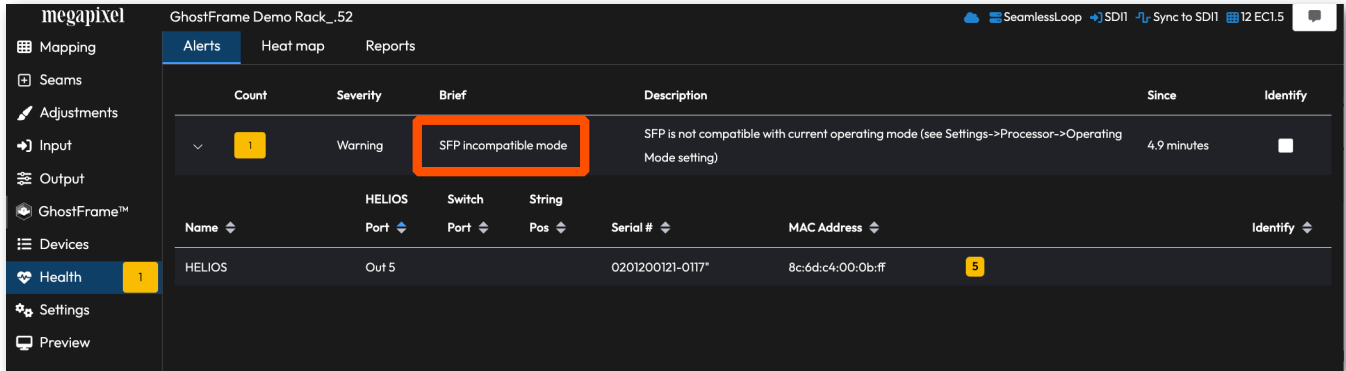 megapixel
GhostFrame Demo Rack_.52
SeamlessLoop SDI1 Sync to SDI1 12 EC1.5
Mapping
Seams
Adjustments
Input
Output
GhostFrame™
Devices
Health 1
Settings
Preview
Alerts Heat map Reports
Count Severity Brief Description Since Identify
1 Warning SFP incompatible mode SFP is not compatible with current operating mode (see Settings->Processor->Operating
Mode setting) 4.9 minutes
HELIOS Switch String
Name Port Port Pos Serial # MAC Address Identify
HELIOS Out 5 0201200121-0117" 8c:6d:c4:00:0b:ff 5